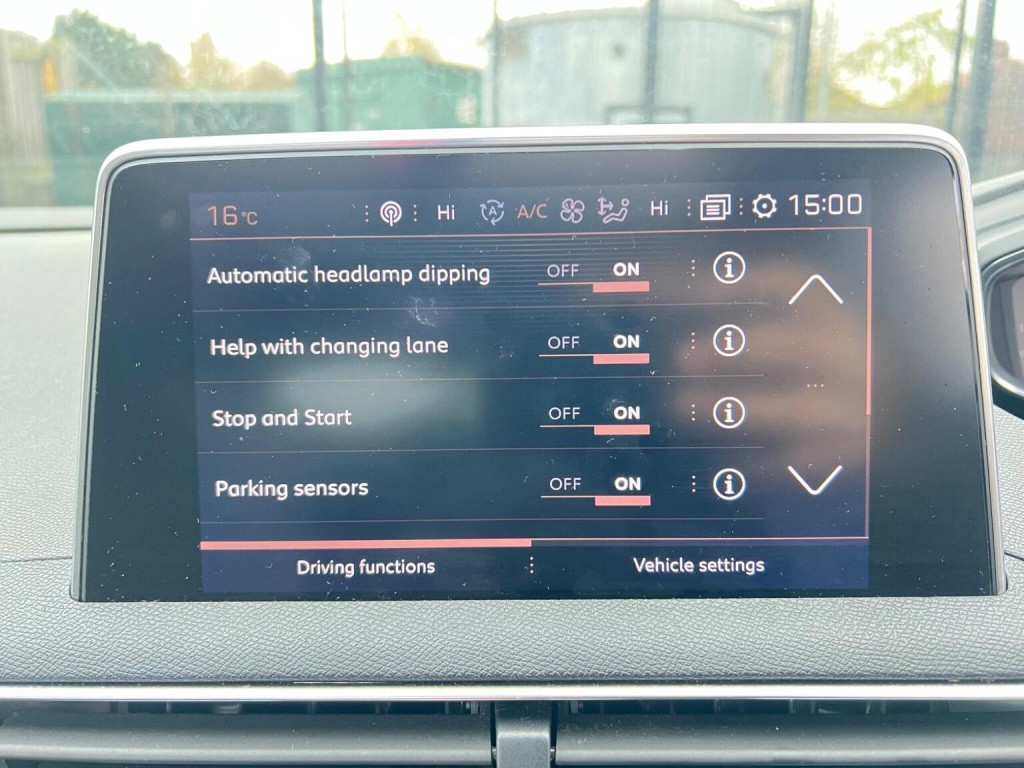 16°C Hi A A/C Hi 15:00
Automatic headlamp dipping OFF ON i
Help with changing lane OFF ON i
Stop and Start OFF ON i
Parking sensors OFF ON i
Driving functions Vehicle settings